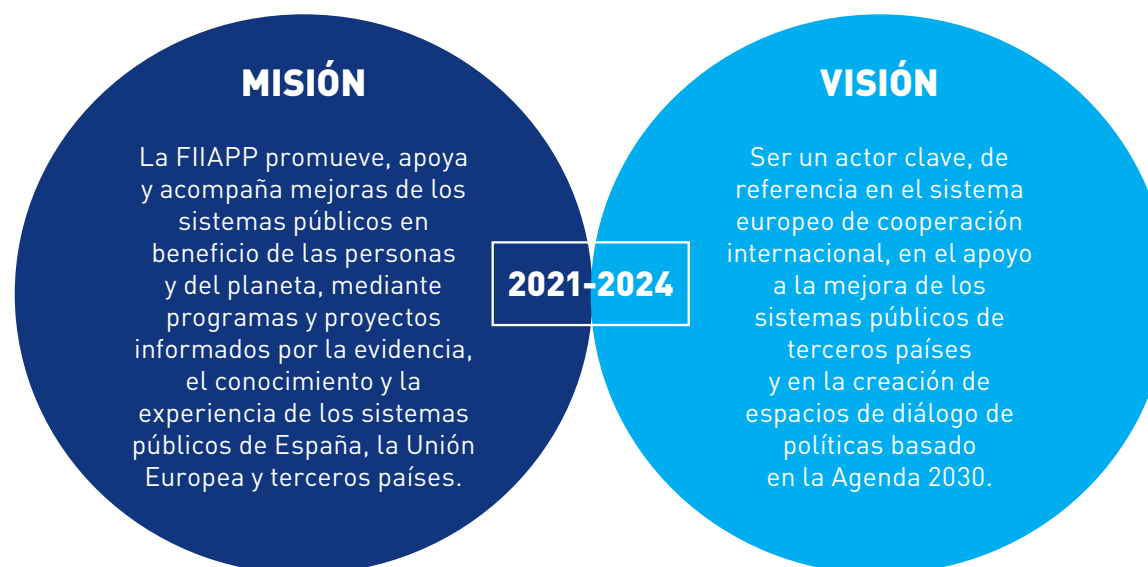 MISIÓN
La FIIAPP promueve, apoya
y acompaña mejoras de los
sistemas públicos en
beneficio de las personas
y del planeta, mediante
programas y proyectos
informados por la evidencia,
el conocimiento y la
experiencia de los sistemas
públicos de España, la Unión
Europea y terceros países.
2021-2024
VISIÓN
Ser un actor clave, de
referencia en el sistema
europeo de cooperación
internacional, en el apoyo
a la mejora de los
sistemas públicos de
terceros países
y en la creación de
espacios de diálogo de
políticas basado
en la Agenda 2030.